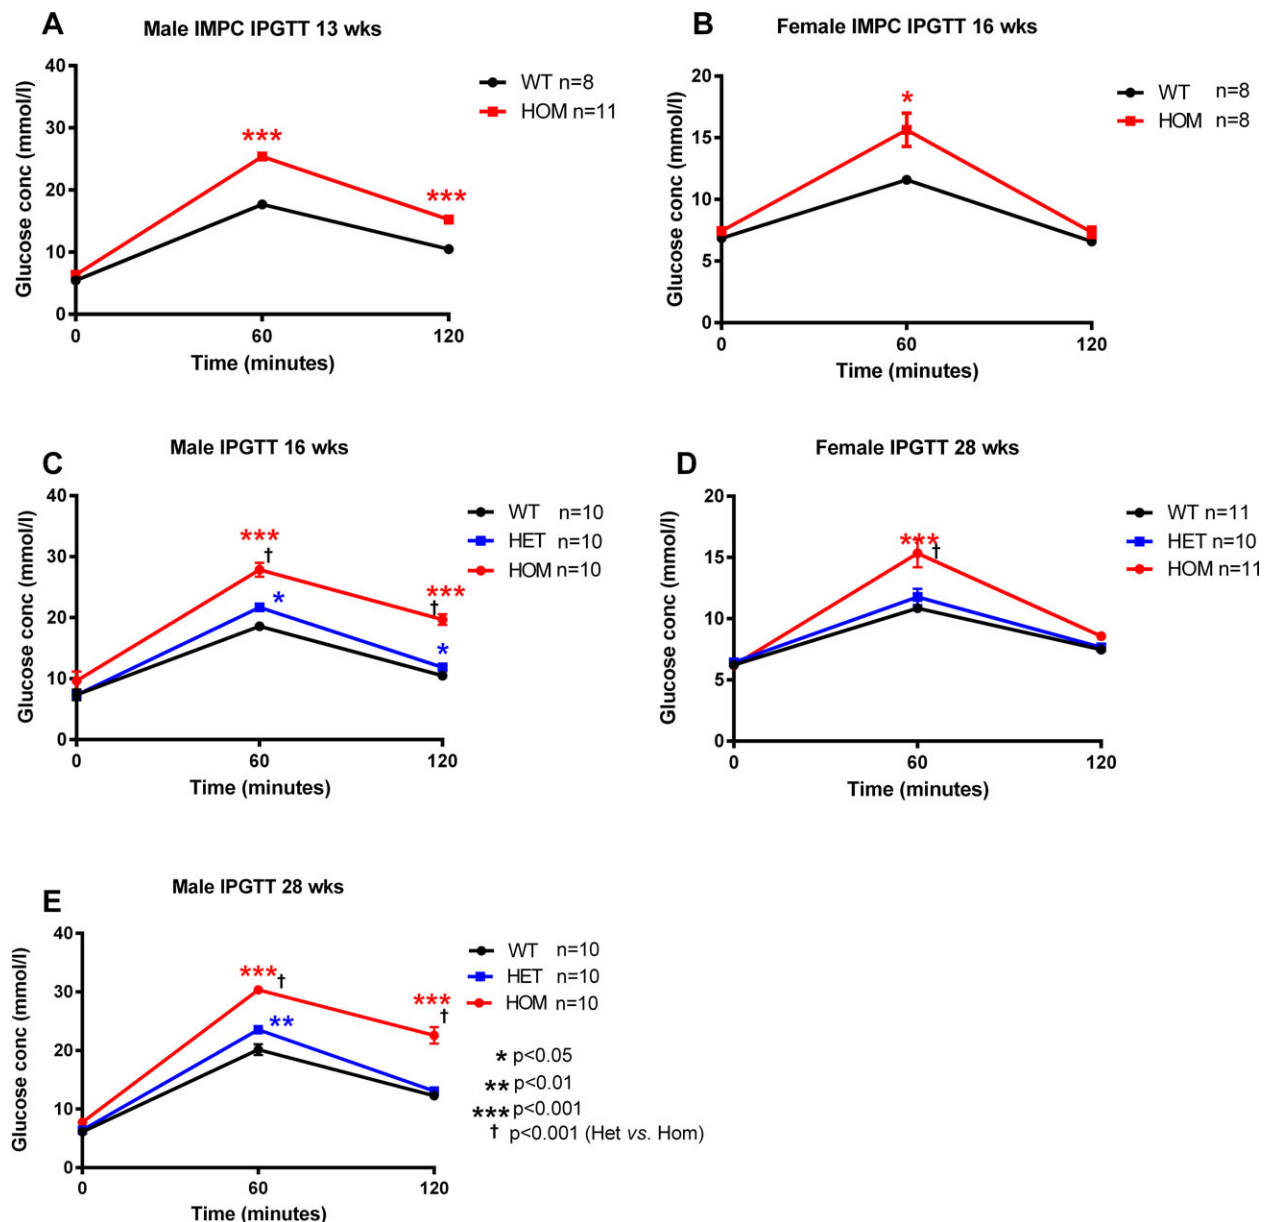 A
Male IMPC IPGTT 13 wks
40
30
20
10
0
0
60
120
Glucose conc (mmol/l)
Time (minutes)
***
***
WT n=8
HOM n=11
B
Female IMPC IPGTT 16 wks
20
15
10
5
0
0
60
120
Glucose conc (mmol/l)
Time (minutes)
*
WT n=8
HOM n=8
C
Male IPGTT 16 wks
40
30
20
10
0
0
60
120
Glucose conc (mmol/l)
Time (minutes)
***
†
*
***
†
*
WT n=10
HET n=10
HOM n=10
D
Female IPGTT 28 wks
20
15
10
5
0
0
60
120
Glucose conc (mmol/l)
Time (minutes)
***
†
WT n=11
HET n=10
HOM n=11
E
Male IPGTT 28 wks
40
30
20
10
0
0
60
120
Glucose conc (mmol/l)
Time (minutes)
***†
**
***
†
WT n=10
HET n=10
HOM n=10
* p<0.05
** p<0.01
*** p<0.001
† p<0.001 (Het vs. Hom)